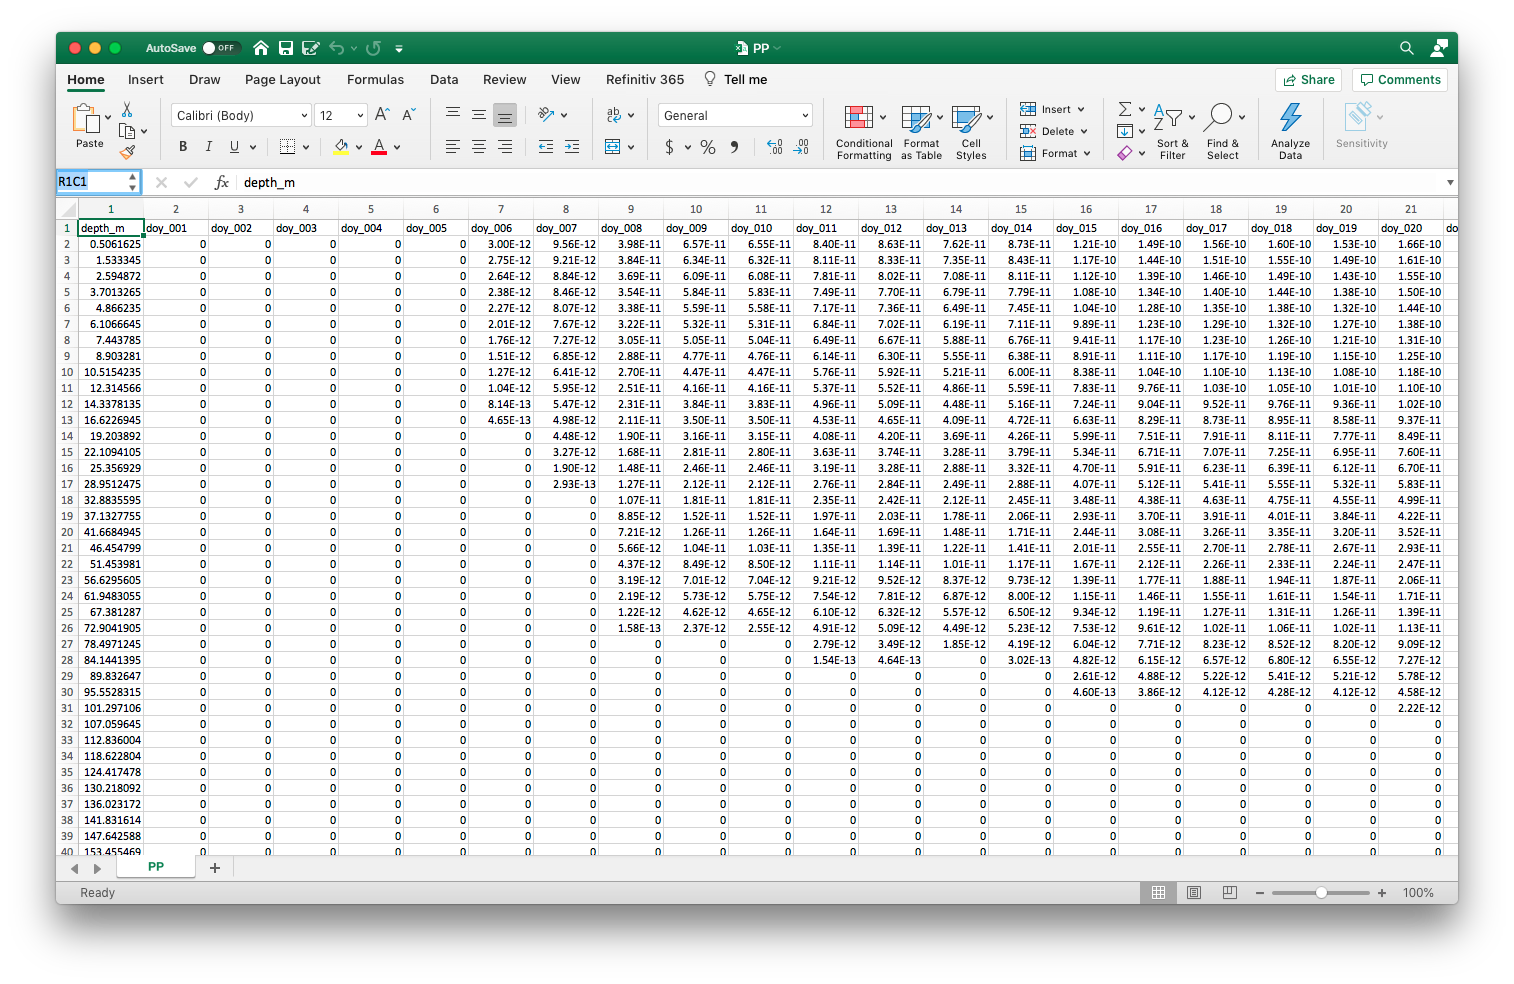 AutoSave OFF PP
Home Insert Draw Page Layout Formulas Data Review View Refinitiv 365 Tell me Share Comments
Paste
Calibri (Body) 12
B I U
General
$ % 9
Conditional Formatting
Format as Table
Cell Styles
Insert
Delete
Format
Sort & Filter
Find & Select
Analyze Data
Sensitivity
R1C1 fx depth_m
1 2 3 4 5 6 7 8 9 10 11 12 13 14 15 16 17 18 19 20 21
1 depth_m doy_001 doy_002 doy_003 doy_004 doy_005 doy_006 doy_007 doy_008 doy_009 doy_010 doy_011 doy_012 doy_013 doy_014 doy_015 doy_016 doy_017 doy_018 doy_019 doy_020 do
2 0.5061625 0 0 0 0 0 3.00E-12 9.56E-12 3.98E-11 6.57E-11 6.55E-11 8.40E-11 8.63E-11 7.62E-11 8.73E-11 1.21E-10 1.49E-10 1.56E-10 1.60E-10 1.53E-10 1.66E-10
3 1.533345 0 0 0 0 0 2.75E-12 9.21E-12 3.84E-11 6.34E-11 6.32E-11 8.11E-11 8.33E-11 7.35E-11 8.43E-11 1.17E-10 1.44E-10 1.51E-10 1.55E-10 1.49E-10 1.61E-10
4 2.594872 0 0 0 0 0 2.64E-12 8.84E-12 3.69E-11 6.09E-11 6.08E-11 7.81E-11 8.02E-11 7.08E-11 8.11E-11 1.12E-10 1.39E-10 1.46E-10 1.49E-10 1.43E-10 1.55E-10
5 3.7013265 0 0 0 0 0 2.38E-12 8.46E-12 3.54E-11 5.84E-11 5.83E-11 7.49E-11 7.70E-11 6.79E-11 7.79E-11 1.08E-10 1.34E-10 1.40E-10 1.44E-10 1.38E-10 1.50E-10
6 4.866235 0 0 0 0 0 2.27E-12 8.07E-12 3.38E-11 5.59E-11 5.58E-11 7.17E-11 7.36E-11 6.49E-11 7.45E-11 1.04E-10 1.28E-10 1.35E-10 1.38E-10 1.32E-10 1.44E-10
7 6.1066645 0 0 0 0 0 2.01E-12 7.67E-12 3.22E-11 5.32E-11 5.31E-11 6.84E-11 7.02E-11 6.19E-11 7.11E-11 9.89E-11 1.23E-10 1.29E-10 1.32E-10 1.27E-10 1.38E-10
8 7.443785 0 0 0 0 0 1.76E-12 7.27E-12 3.05E-11 5.05E-11 5.04E-11 6.49E-11 6.67E-11 5.88E-11 6.76E-11 9.41E-11 1.17E-10 1.23E-10 1.26E-10 1.21E-10 1.31E-10
9 8.903281 0 0 0 0 0 1.51E-12 6.85E-12 2.88E-11 4.77E-11 4.76E-11 6.14E-11 6.30E-11 5.55E-11 6.38E-11 8.91E-11 1.11E-10 1.17E-10 1.19E-10 1.15E-10 1.25E-10
10 10.5154235 0 0 0 0 0 1.27E-12 6.41E-12 2.70E-11 4.47E-11 4.47E-11 5.76E-11 5.92E-11 5.21E-11 6.00E-11 8.38E-11 1.04E-10 1.10E-10 1.13E-10 1.08E-10 1.18E-10
11 12.314566 0 0 0 0 0 1.04E-12 5.95E-12 2.51E-11 4.16E-11 4.16E-11 5.37E-11 5.52E-11 4.86E-11 5.59E-11 7.83E-11 9.76E-11 1.03E-10 1.05E-10 1.01E-10 1.10E-10
12 14.3378135 0 0 0 0 0 8.14E-13 5.47E-12 2.31E-11 3.84E-11 3.83E-11 4.96E-11 5.09E-11 4.48E-11 5.16E-11 7.24E-11 9.04E-11 9.52E-11 9.76E-11 9.36E-11 1.02E-10
13 16.6226945 0 0 0 0 0 4.65E-13 4.98E-12 2.11E-11 3.50E-11 3.50E-11 4.53E-11 4.65E-11 4.09E-11 4.72E-11 6.63E-11 8.29E-11 8.73E-11 8.95E-11 8.58E-11 9.37E-11
14 19.203892 0 0 0 0 0 0 4.48E-12 1.90E-11 3.16E-11 3.15E-11 4.08E-11 4.20E-11 3.69E-11 4.26E-11 5.99E-11 7.51E-11 7.91E-11 8.11E-11 7.77E-11 8.49E-11
15 22.1094105 0 0 0 0 0 0 3.27E-12 1.68E-11 2.81E-11 2.80E-11 3.63E-11 3.74E-11 3.28E-11 3.79E-11 5.34E-11 6.71E-11 7.07E-11 7.25E-11 6.95E-11 7.60E-11
16 25.356929 0 0 0 0 0 0 1.90E-12 1.48E-11 2.46E-11 2.46E-11 3.19E-11 3.28E-11 2.88E-11 3.32E-11 4.70E-11 5.91E-11 6.23E-11 6.39E-11 6.12E-11 6.70E-11
17 28.9512475 0 0 0 0 0 0 2.93E-13 1.27E-11 2.12E-11 2.12E-11 2.76E-11 2.84E-11 2.49E-11 2.88E-11 4.07E-11 5.12E-11 5.41E-11 5.55E-11 5.32E-11 5.83E-11
18 32.8835595 0 0 0 0 0 0 0 1.07E-11 1.81E-11 1.81E-11 2.35E-11 2.42E-11 2.12E-11 2.45E-11 3.48E-11 4.38E-11 4.63E-11 4.75E-11 4.55E-11 4.99E-11
19 37.1327755 0 0 0 0 0 0 0 8.85E-12 1.52E-11 1.52E-11 1.97E-11 2.03E-11 1.78E-11 2.06E-11 2.93E-11 3.70E-11 3.91E-11 4.01E-11 3.84E-11 4.22E-11
20 41.6684945 0 0 0 0 0 0 0 7.21E-12 1.26E-11 1.26E-11 1.64E-11 1.69E-11 1.48E-11 1.71E-11 2.44E-11 3.08E-11 3.26E-11 3.35E-11 3.20E-11 3.52E-11
21 46.454799 0 0 0 0 0 0 0 5.66E-12 1.04E-11 1.03E-11 1.35E-11 1.39E-11 1.22E-11 1.41E-11 2.01E-11 2.55E-11 2.70E-11 2.78E-11 2.67E-11 2.93E-11
22 51.453981 0 0 0 0 0 0 0 4.37E-12 8.49E-12 8.50E-12 1.11E-11 1.14E-11 1.01E-11 1.17E-11 1.67E-11 2.12E-11 2.26E-11 2.33E-11 2.24E-11 2.47E-11
23 56.6295605 0 0 0 0 0 0 0 3.19E-12 7.01E-12 7.04E-12 9.21E-12 9.52E-12 8.37E-12 9.73E-12 1.39E-11 1.77E-11 1.88E-11 1.94E-11 1.87E-11 2.06E-11
24 61.9483055 0 0 0 0 0 0 0 2.19E-12 5.73E-12 5.75E-12 7.54E-12 7.81E-12 6.87E-12 8.00E-12 1.15E-11 1.46E-11 1.55E-11 1.61E-11 1.54E-11 1.71E-11
25 67.381287 0 0 0 0 0 0 0 1.22E-12 4.62E-12 4.65E-12 6.10E-12 6.32E-12 5.57E-12 6.50E-12 9.34E-12 1.19E-11 1.27E-11 1.31E-11 1.26E-11 1.39E-11
26 72.9041905 0 0 0 0 0 0 0 1.58E-13 2.37E-12 2.55E-12 4.91E-12 5.09E-12 4.49E-12 5.23E-12 7.53E-12 9.61E-12 1.02E-11 1.06E-11 1.02E-11 1.13E-11
27 78.4971245 0 0 0 0 0 0 0 0 0 0 2.79E-12 3.49E-12 1.85E-12 4.19E-12 6.04E-12 7.71E-12 8.23E-12 8.52E-12 8.20E-12 9.09E-12
28 84.1441395 0 0 0 0 0 0 0 0 0 0 1.54E-13 4.64E-13 0 3.02E-13 4.82E-12 6.15E-12 6.57E-12 6.80E-12 6.55E-12 7.27E-12
29 89.832647 0 0 0 0 0 0 0 0 0 0 0 0 0 0 2.61E-12 4.88E-12 5.22E-12 5.41E-12 5.21E-12 5.78E-12
30 95.5528315 0 0 0 0 0 0 0 0 0 0 0 0 0 0 4.60E-13 3.86E-12 4.12E-12 4.28E-12 4.12E-12 4.58E-12
31 101.297106 0 0 0 0 0 0 0 0 0 0 0 0 0 0 0 0 0 0 0 2.22E-12
32 107.059645 0 0 0 0 0 0 0 0 0 0 0 0 0 0 0 0 0 0 0 0
33 112.836004 0 0 0 0 0 0 0 0 0 0 0 0 0 0 0 0 0 0 0 0
34 118.622804 0 0 0 0 0 0 0 0 0 0 0 0 0 0 0 0 0 0 0 0
35 124.417478 0 0 0 0 0 0 0 0 0 0 0 0 0 0 0 0 0 0 0 0
36 130.218092 0 0 0 0 0 0 0 0 0 0 0 0 0 0 0 0 0 0 0 0
37 136.023172 0 0 0 0 0 0 0 0 0 0 0 0 0 0 0 0 0 0 0 0
38 141.831614 0 0 0 0 0 0 0 0 0 0 0 0 0 0 0 0 0 0 0 0
39 147.642588 0 0 0 0 0 0 0 0 0 0 0 0 0 0 0 0 0 0 0 0
40 153.455469 0 0 0 0 0 0 0 0 0 0 0 0 0 0 0 0 0 0 0 0
PP +
Ready 100%